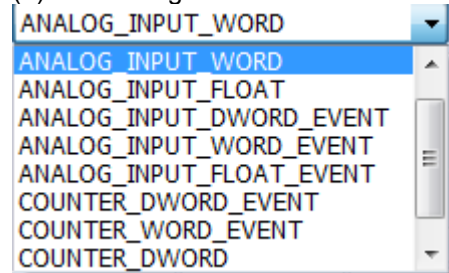 ANALOG_INPUT_WORD
ANALOG_INPUT_WORD
ANALOG_INPUT_FLOAT
ANALOG_INPUT_DWORD_EVENT
ANALOG_INPUT_WORD_EVENT
ANALOG_INPUT_FLOAT_EVENT
COUNTER_DWORD_EVENT
COUNTER_WORD_EVENT
COUNTER_DWORD